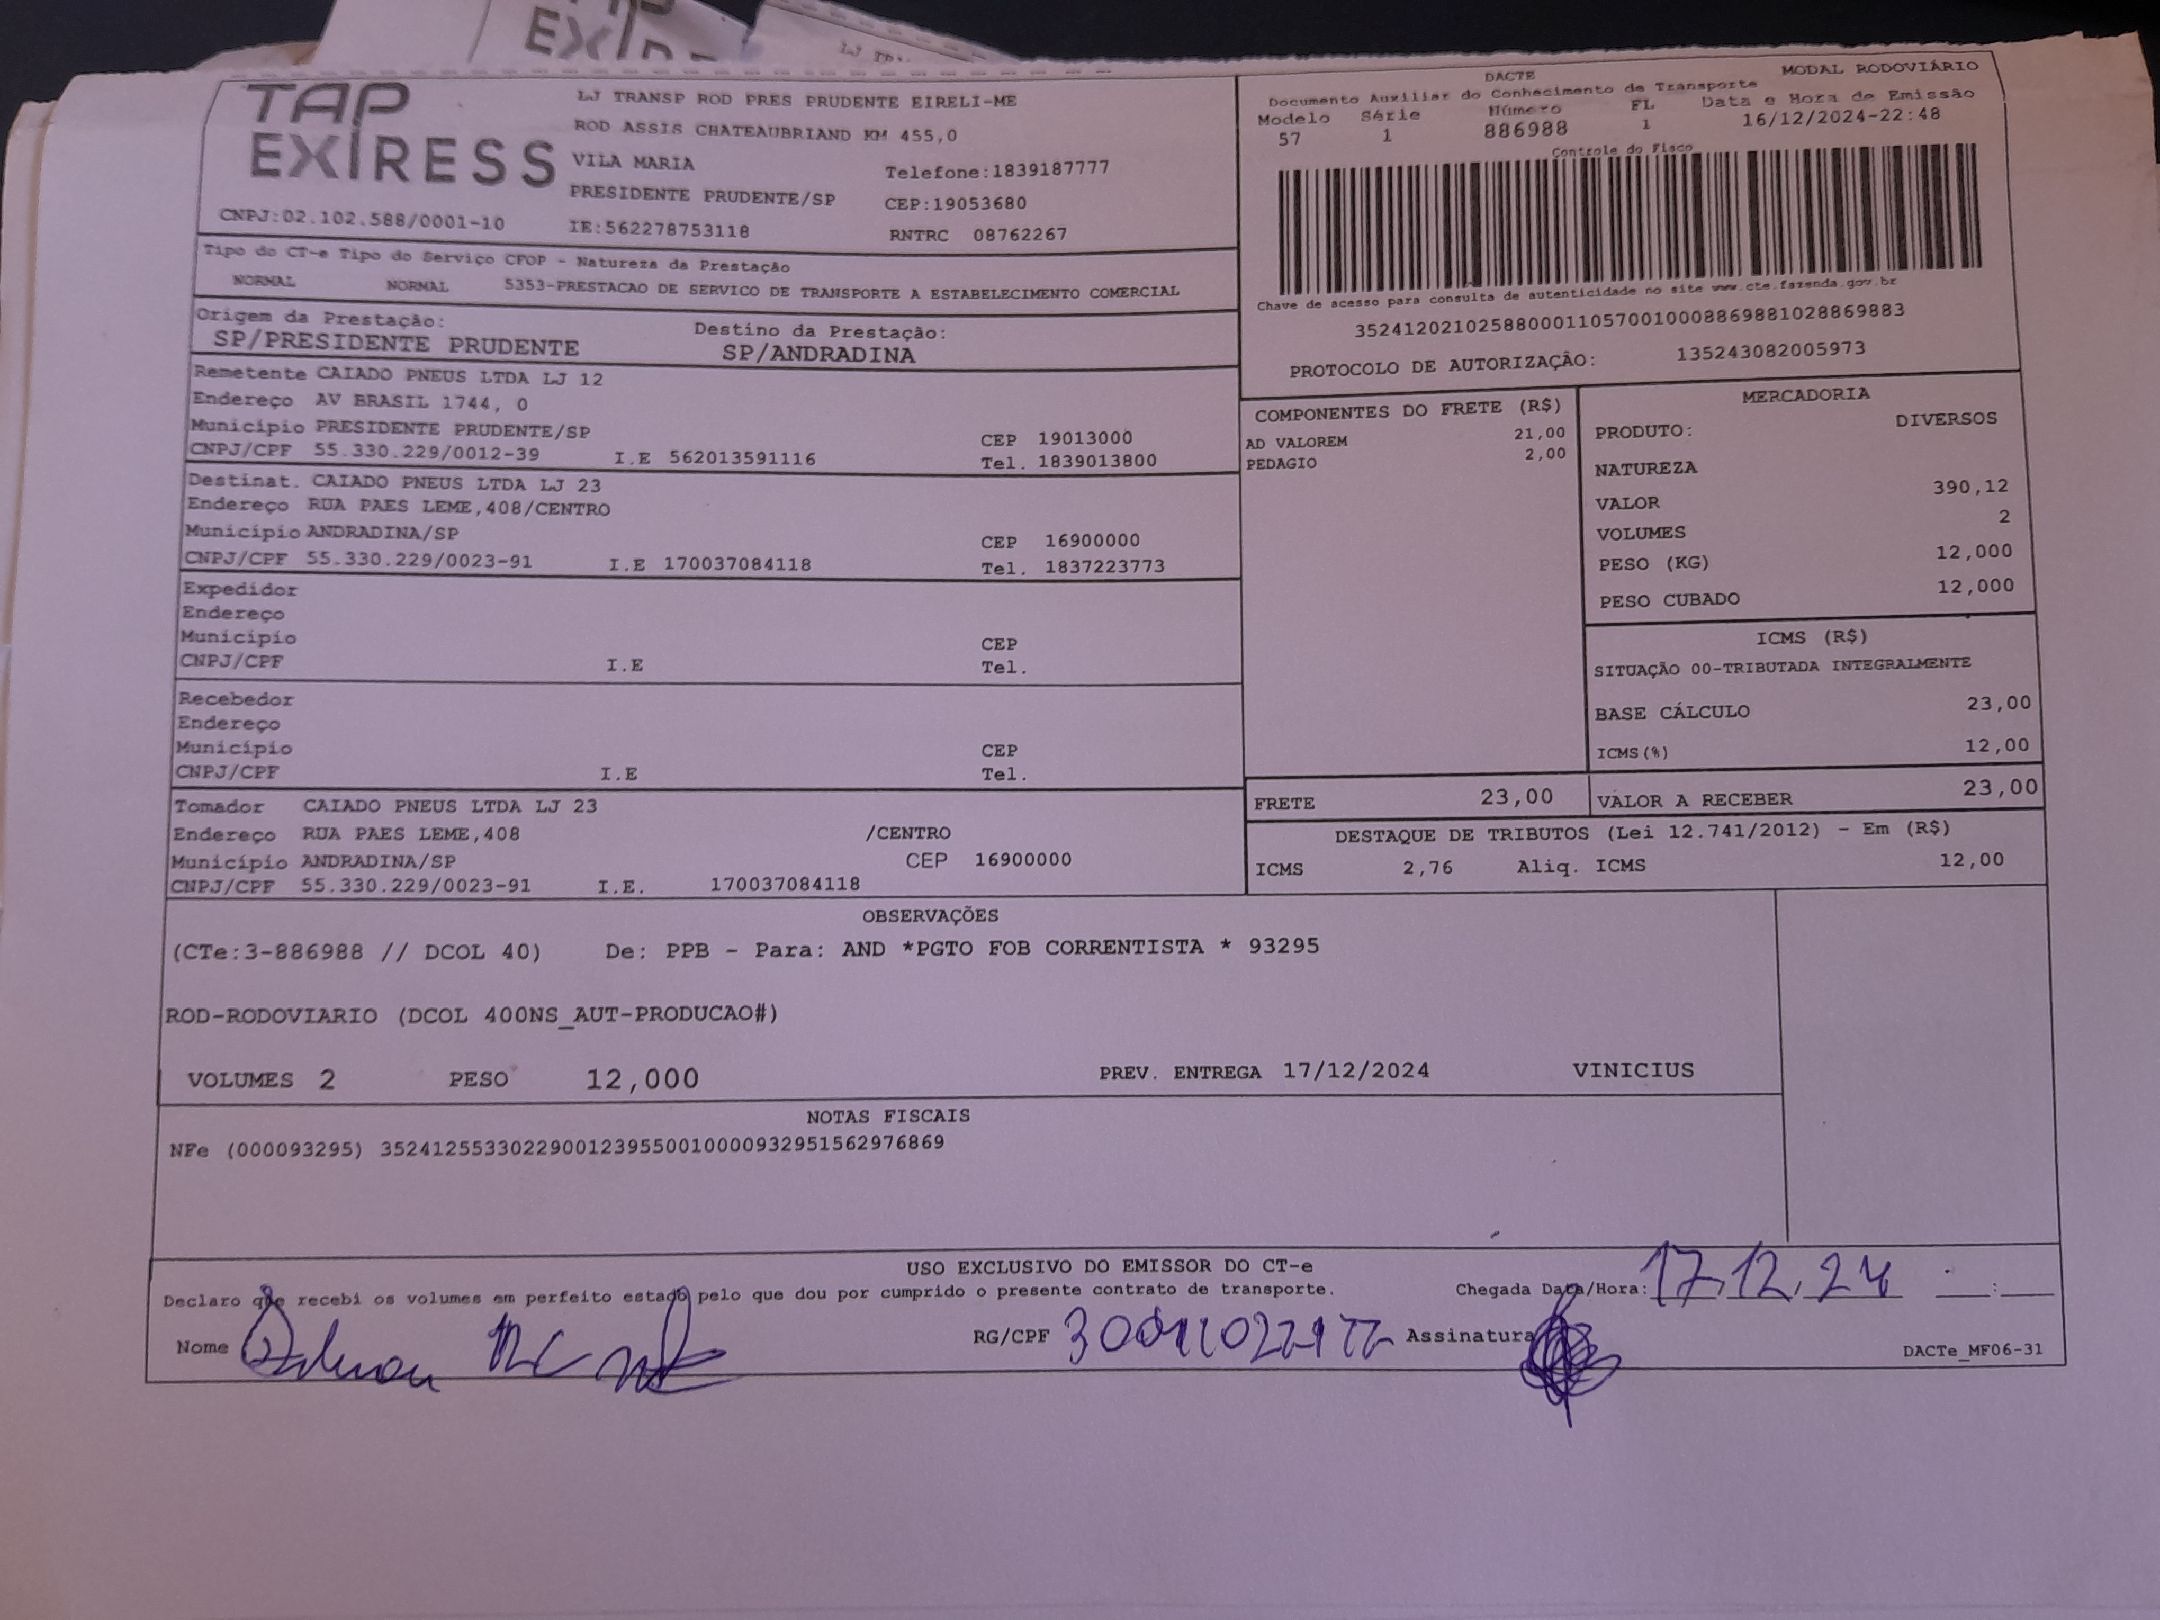 TAP
EXIRESS
LJ TRANSP ROD PRES PRUDENTE EIRELI-ME
ROD ASSIS CHATEAUBRIAND KM 455,0
VILA MARIA Telefone:1839187777
PRESIDENTE PRUDENTE/SP CEP:19053680
CNPJ:02.102.588/0001-10 IE:562278753118 RNTRC 08762267
DACTE MODAL RODOVIÁRIO
Documento Auxiliar do Conhecimento de Transporte
Modelo Série Número FL Data e Hora de Emissão
57 1 886988 1 16/12/2024-22:48
Controle do Fisco
Chave de acesso para consulta de autenticidade no site www.cte.fazenda.gov.br
35241202102588000110570010008869881028869883
PROTOCOLO DE AUTORIZAÇÃO: 135243082005973
Tipo do CT-e Tipo do Serviço CFOP - Natureza da Prestação
NORMAL NORMAL 5353-PRESTACAO DE SERVICO DE TRANSPORTE A ESTABELECIMENTO COMERCIAL
Origem da Prestação: Destino da Prestação:
SP/PRESIDENTE PRUDENTE SP/ANDRADINA
Remetente CAIADO PNEUS LTDA LJ 12
Endereço AV BRASIL 1744, 0
Município PRESIDENTE PRUDENTE/SP CEP 19013000
CNPJ/CPF 55.330.229/0012-39 I.E 562013591116 Tel. 1839013800
Destinat. CAIADO PNEUS LTDA LJ 23
Endereço RUA PAES LEME,408/CENTRO
Município ANDRADINA/SP CEP 16900000
CNPJ/CPF 55.330.229/0023-91 I.E 170037084118 Tel. 1837223773
Expedidor
Endereço
Município CEP
CNPJ/CPF I.E Tel.
Recebedor
Endereço
Município CEP
CNPJ/CPF I.E Tel.
Tomador CAIADO PNEUS LTDA LJ 23
Endereço RUA PAES LEME,408 /CENTRO
Município ANDRADINA/SP CEP 16900000
CNPJ/CPF 55.330.229/0023-91 I.E. 170037084118
COMPONENTES DO FRETE (R$)
AD VALOREM 21,00
PEDAGIO 2,00
MERCADORIA
PRODUTO: DIVERSOS
NATUREZA
VALOR 390,12
VOLUMES 2
PESO (KG) 12,000
PESO CUBADO 12,000
ICMS (R$)
SITUAÇÃO 00-TRIBUTADA INTEGRALMENTE
BASE CÁLCULO 23,00
ICMS(%) 12,00
FRETE 23,00 VALOR A RECEBER 23,00
DESTAQUE DE TRIBUTOS (Lei 12.741/2012) - Em (R$)
ICMS 2,76 Aliq. ICMS 12,00
OBSERVAÇÕES
(CTe:3-886988 // DCOL 40) De: PPB - Para: AND *PGTO FOB CORRENTISTA * 93295
ROD-RODOVIARIO (DCOL 400NS_AUT-PRODUCAO#)
VOLUMES 2 PESO 12,000 PREV. ENTREGA 17/12/2024 VINICIUS
NOTAS FISCAIS
NFe (000093295) 35241255330229001239550010000932951562976869
USO EXCLUSIVO DO EMISSOR DO CT-e
Declaro que recebi os volumes em perfeito estado pelo que dou por cumprido o presente contrato de transporte. Chegada Data/Hora: 17,12,24 :
Nome RG/CPF Assinatura
DACTe_MF06-31